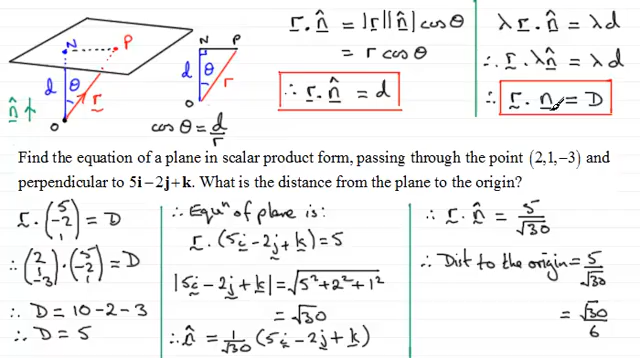 N P
d θ r
n̂ ↑
O
N P
d θ r
O
cos θ = d/r
r . n̂ = |r||n̂| cos θ
= r cos θ
∴ r . n̂ = d
λ r . n̂ = λd
∴ r . λn̂ = λd
∴ r . n = D
Find the equation of a plane in scalar product form, passing through the point (2,1,−3) and
perpendicular to 5i−2j+k. What is the distance from the plane to the origin?
r . (5 −2 1) = D
∴ (2 1 −3) . (5 −2 1) = D
∴ D = 10 − 2 − 3
∴ D = 5
∴ Equⁿ of plane is:
r . (5i − 2j + k) = 5
|5i − 2j + k| = √5² + 2² + 1²
= √30
∴ n̂ = 1/√30 (5i − 2j + k)
∴ r . n̂ = 5/√30
∴ Dist to the origin = 5/√30
= √30/6